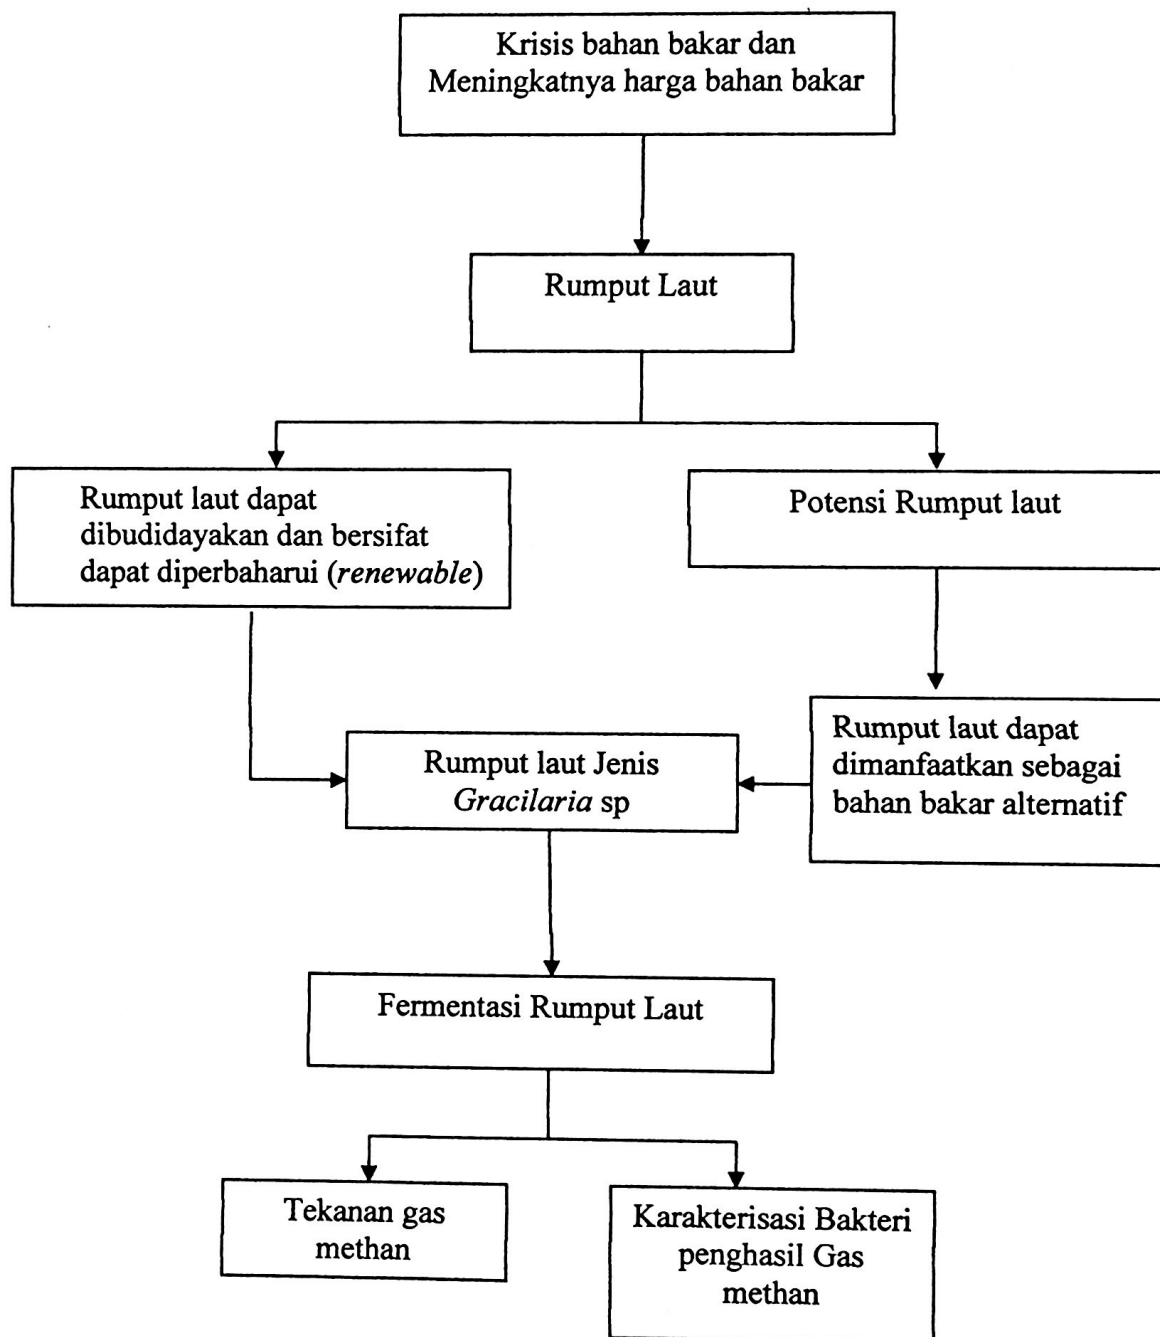 Krisis bahan bakar dan
Meningkatnya harga bahan bakar
Rumput Laut
Rumput laut dapat
dibudidayakan dan bersifat
dapat diperbaharui (renewable)
Potensi Rumput laut
Rumput laut dapat
dimanfaatkan sebagai
bahan bakar alternatif
Rumput laut Jenis
Gracilaria sp
Fermentasi Rumput Laut
Tekanan gas
methan
Karakterisasi Bakteri
penghasil Gas
methan